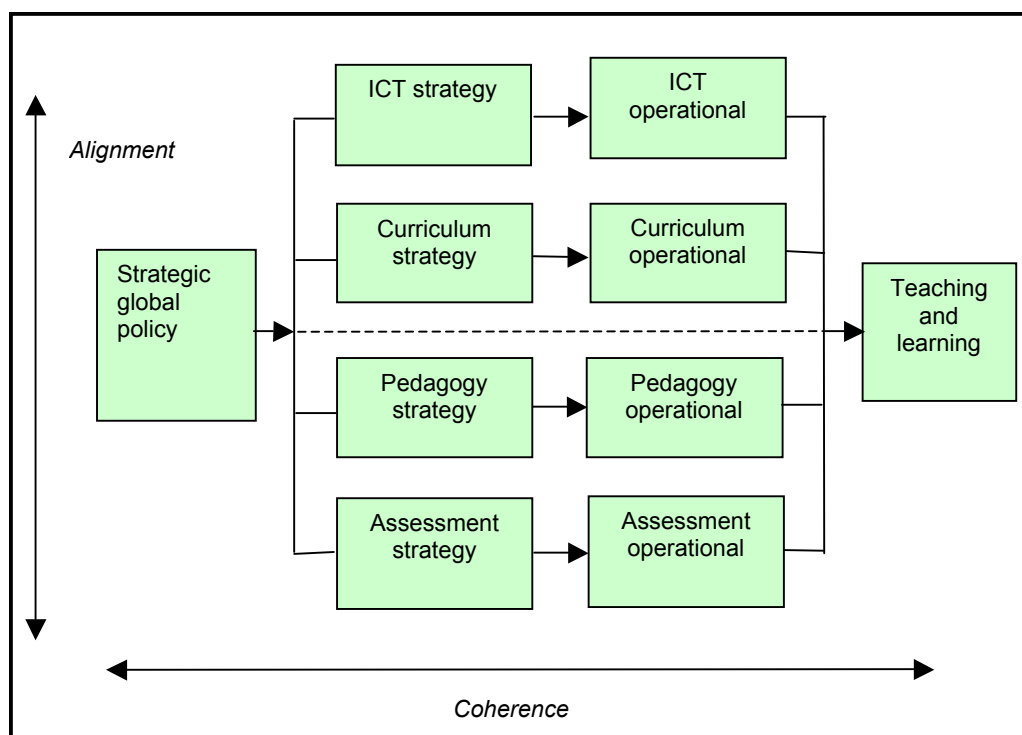 ICT strategy
ICT
operational
Alignment
Curriculum
strategy
Curriculum
operational
Strategic
global
policy
Teaching
and
learning
Pedagogy
strategy
Pedagogy
operational
Assessment
strategy
Assessment
operational
Coherence